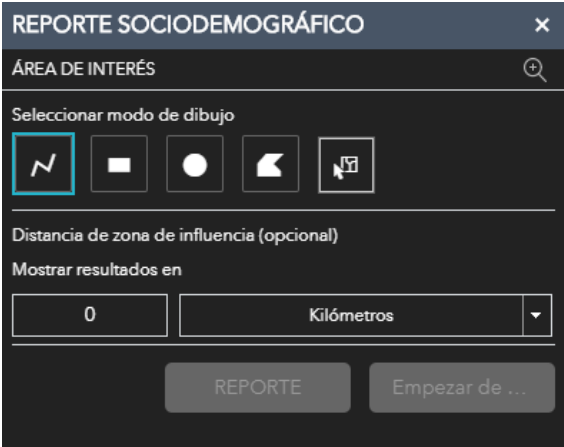 REPORTE SOCIODEMOGRÁFICO ×
ÁREA DE INTERÉS
Seleccionar modo de dibujo
Distancia de zona de influencia (opcional)
Mostrar resultados en
0 Kilómetros
REPORTE Empezar de ...